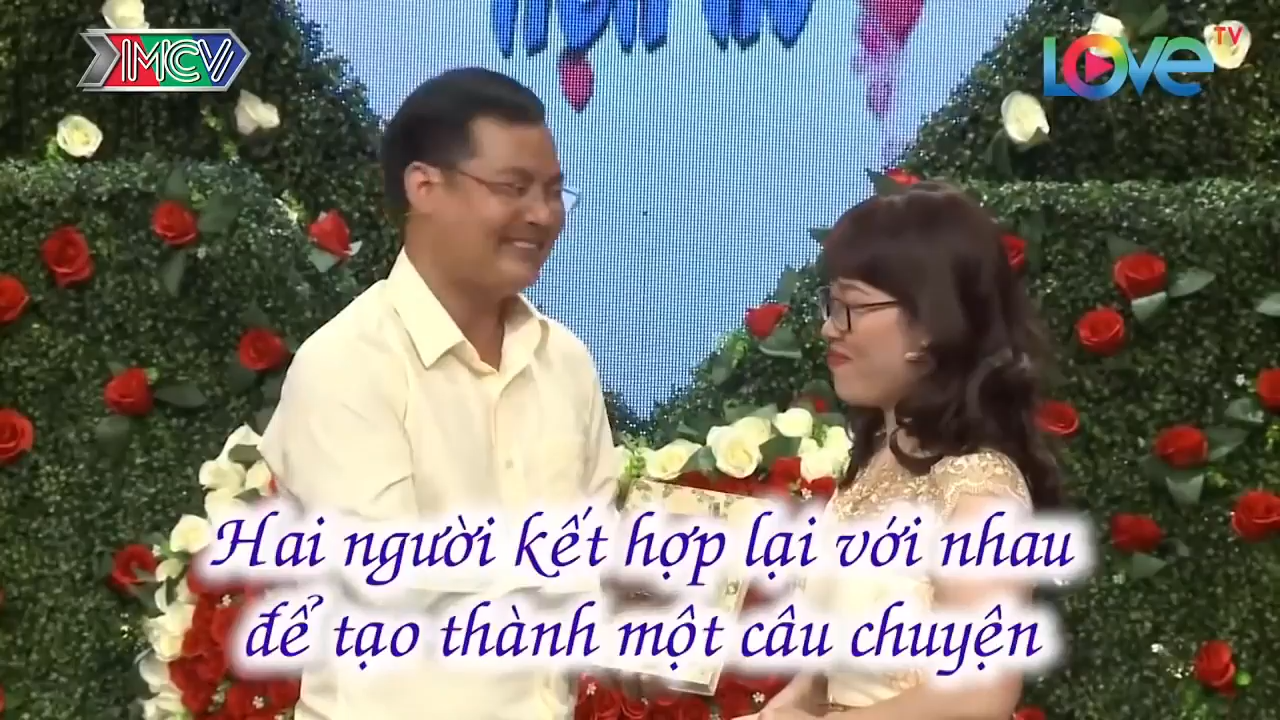 MCV
LOVE TV
Hai người kết hợp lại với nhau
để tạo thành một câu chuyện